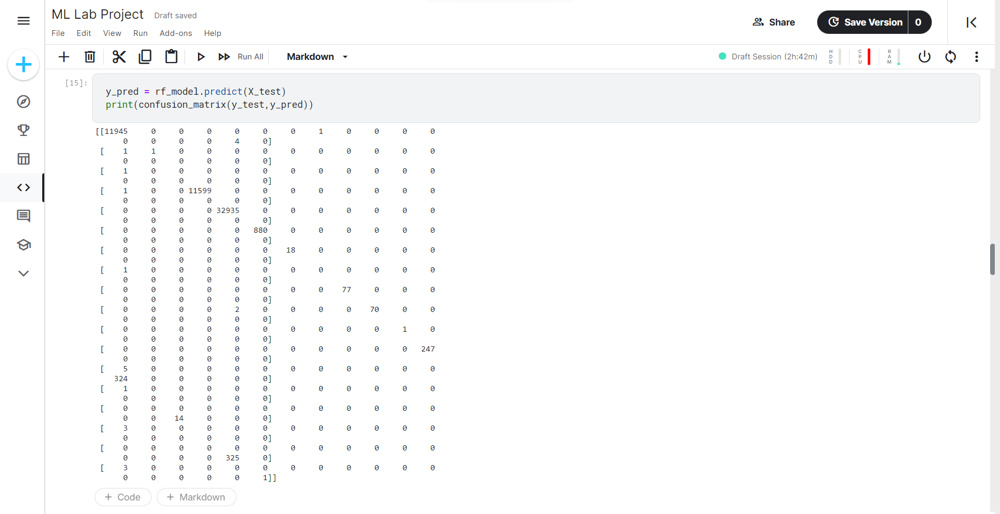 ML Lab Project Draft saved
File Edit View Run Add-ons Help
Share
Save Version 0
Run All Markdown
Draft Session (2h:42m) HDD CPU RAM
[15]:
y_pred = rf_model.predict(X_test)
print(confusion_matrix(y_test,y_pred))
[[11945 0 0 0 0 0 0 1 0 0 0 0
0 0 0 0 4 0]
[ 1 1 0 0 0 0 0 0 0 0 0 0
0 0 0 0 0 0]
[ 1 0 0 0 0 0 0 0 0 0 0 0
0 0 0 0 0 0]
[ 1 0 0 11599 0 0 0 0 0 0 0 0
0 0 0 0 0 0]
[ 0 0 0 0 32935 0 0 0 0 0 0 0
0 0 0 0 0 0]
[ 0 0 0 0 0 880 0 0 0 0 0 0
0 0 0 0 0 0]
[ 0 0 0 0 0 0 18 0 0 0 0 0
0 0 0 0 0 0]
[ 1 0 0 0 0 0 0 0 0 0 0 0
0 0 0 0 0 0]
[ 0 0 0 0 0 0 0 0 77 0 0 0
0 0 0 0 0 0]
[ 0 0 0 0 2 0 0 0 0 70 0 0
0 0 0 0 0 0]
[ 0 0 0 0 0 0 0 0 0 0 1 0
0 0 0 0 0 0]
[ 0 0 0 0 0 0 0 0 0 0 0 247
0 0 0 0 0 0]
[ 5 0 0 0 0 0 0 0 0 0 0 0
324 0 0 0 0 0]
[ 1 0 0 0 0 0 0 0 0 0 0 0
0 0 0 0 0 0]
[ 0 0 0 0 0 0 0 0 0 0 0 0
0 0 14 0 0 0]
[ 3 0 0 0 0 0 0 0 0 0 0 0
0 0 0 0 0 0]
[ 0 0 0 0 0 0 0 0 0 0 0 0
0 0 0 0 325 0]
[ 3 0 0 0 0 0 0 0 0 0 0 0
0 0 0 0 0 1]]
+ Code + Markdown